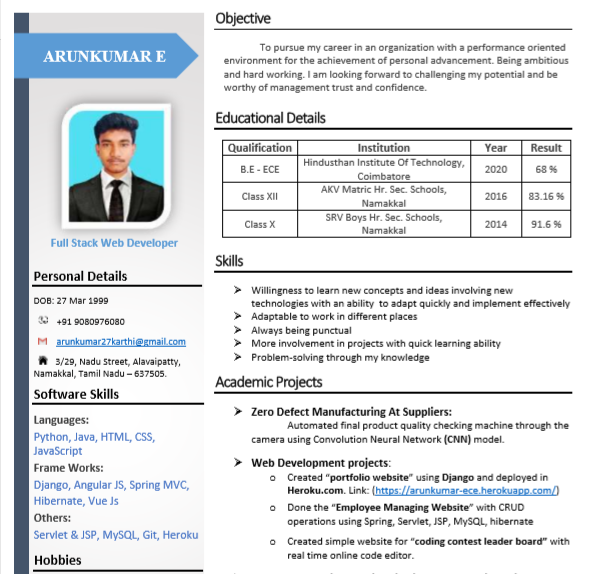 ARUNKUMAR E
Full Stack Web Developer
Personal Details
DOB: 27 Mar 1999
+91 9080976080
arunkumar27karthi@gmail.com
3/29, Nadu Street, Alavaipatty,
Namakkal, Tamil Nadu – 637505.
Software Skills
Languages:
Python, Java, HTML, CSS,
JavaScript
Frame Works:
Django, Angular JS, Spring MVC,
Hibernate, Vue Js
Others:
Servlet & JSP, MySQL, Git, Heroku
Hobbies
Objective
To pursue my career in an organization with a performance oriented
environment for the achievement of personal advancement. Being ambitious
and hard working. I am looking forward to challenging my potential and be
worthy of management trust and confidence.
Educational Details
Qualification Institution Year Result
B.E - ECE Hindusthan Institute Of Technology, Coimbatore 2020 68 %
Class XII AKV Matric Hr. Sec. Schools, Namakkal 2016 83.16 %
Class X SRV Boys Hr. Sec. Schools, Namakkal 2014 91.6 %
Skills
➤ Willingness to learn new concepts and ideas involving new
technologies with an ability to adapt quickly and implement effectively
➤ Adaptable to work in different places
➤ Always being punctual
➤ More involvement in projects with quick learning ability
➤ Problem-solving through my knowledge
Academic Projects
➤ Zero Defect Manufacturing At Suppliers:
Automated final product quality checking machine through the
camera using Convolution Neural Network (CNN) model.
➤ Web Development projects:
o Created “portfolio website” using Django and deployed in
Heroku.com. Link: (https://arunkumar-ece.herokuapp.com/)
o Done the “Employee Managing Website” with CRUD
operations using Spring, Servlet, JSP, MySQL, hibernate
o Created simple website for “coding contest leader board” with
real time online code editor.